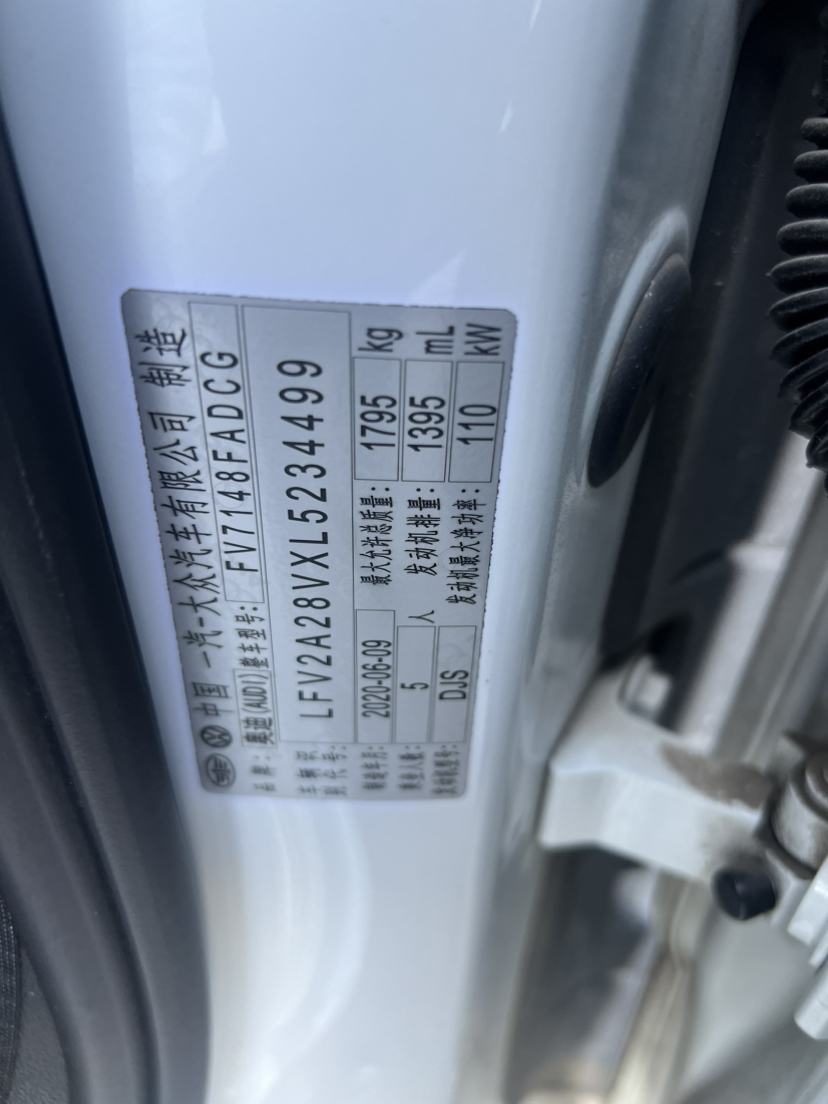 中国 一汽-大众汽车有限公司 制造
品牌: 奥迪(AUDI) 整车型号: FV7148FADCG
车辆识别代号: LFV2A28VXL5234499
制造年月: 2020-06-09 最大允许总质量: 1795 kg
乘坐人数: 5 人 发动机排量: 1395 mL
发动机型号: DJS 发动机最大净功率: 110 kW